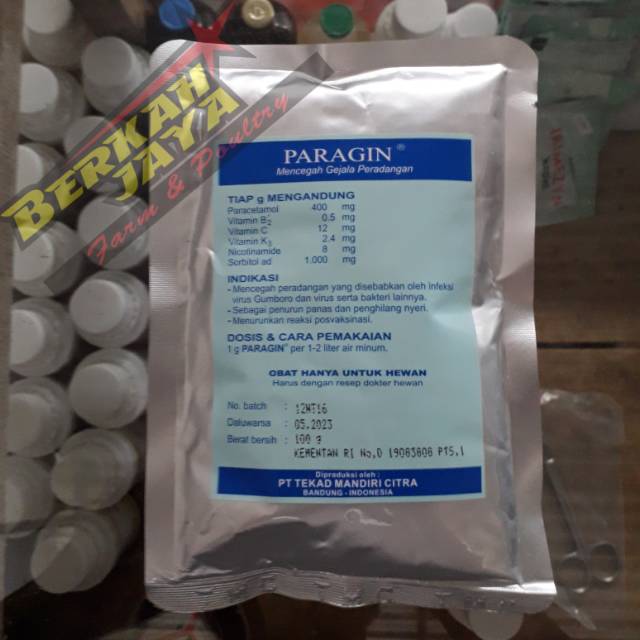 BERKAH
JAYA
Farm & Poultry
PARAGIN®
Mencegah Gejala Peradangan
TIAP g MENGANDUNG
Paracetamol 400 mg
Vitamin B2 0.5 mg
Vitamin C 12 mg
Vitamin K3 2.4 mg
Nicotinamide 8 mg
Sorbitol ad 1.000 mg
INDIKASI
- Mencegah peradangan yang disebabkan oleh infeksi
virus Gumboro dan virus serta bakteri lainnya.
- Sebagai penurun panas dan penghilang nyeri.
- Menurunkan reaksi posvaksinasi.
DOSIS & CARA PEMAKAIAN
1 g PARAGIN® per 1-2 liter air minum.
OBAT HANYA UNTUK HEWAN
Harus dengan resep dokter hewan
No. batch : 12WT16
Daluwarsa : 05.2023
Berat bersih : 100 g
KEMENTAN RI No.D 19083808 PTS.1
Diproduksi oleh :
PT TEKAD MANDIRI CITRA
BANDUNG - INDONESIA